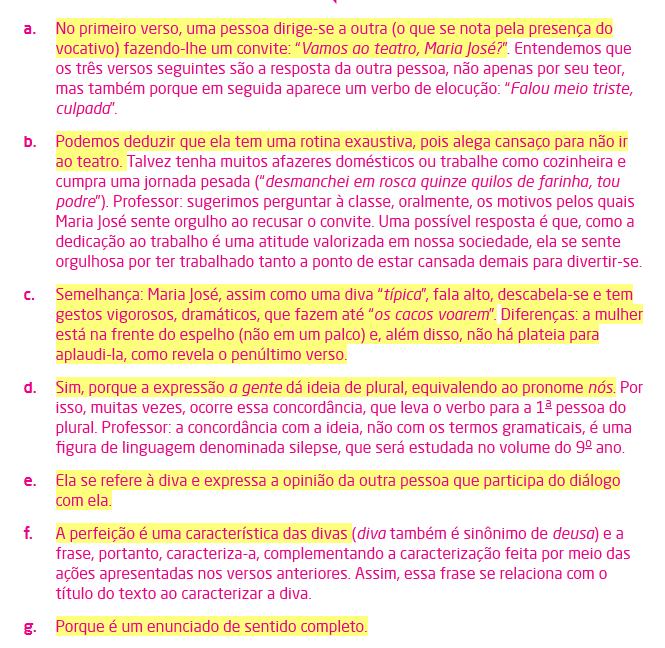 a. No primeiro verso, uma pessoa dirige-se a outra (o que se nota pela presença do
vocativo) fazendo-lhe um convite: “Vamos ao teatro, Maria José?”. Entendemos que
os três versos seguintes são a resposta da outra pessoa, não apenas por seu teor,
mas também porque em seguida aparece um verbo de elocução: “Falou meio triste,
culpada”.
b. Podemos deduzir que ela tem uma rotina exaustiva, pois alega cansaço para não ir
ao teatro. Talvez tenha muitos afazeres domésticos ou trabalhe como cozinheira e
cumpra uma jornada pesada (“desmanchei em rosca quinze quilos de farinha, tou
podre”). Professor: sugerimos perguntar à classe, oralmente, os motivos pelos quais
Maria José sente orgulho ao recusar o convite. Uma possível resposta é que, como a
dedicação ao trabalho é uma atitude valorizada em nossa sociedade, ela se sente
orgulhosa por ter trabalhado tanto a ponto de estar cansada demais para divertir-se.
c. Semelhança: Maria José, assim como uma diva “típica”, fala alto, descabela-se e tem
gestos vigorosos, dramáticos, que fazem até “os cacos voarem”. Diferenças: a mulher
está na frente do espelho (não em um palco) e, além disso, não há plateia para
aplaudi-la, como revela o penúltimo verso.
d. Sim, porque a expressão a gente dá ideia de plural, equivalendo ao pronome nós. Por
isso, muitas vezes, ocorre essa concordância, que leva o verbo para a 1ª pessoa do
plural. Professor: a concordância com a ideia, não com os termos gramaticais, é uma
figura de linguagem denominada silepse, que será estudada no volume do 9º ano.
e. Ela se refere à diva e expressa a opinião da outra pessoa que participa do diálogo
com ela.
f. A perfeição é uma característica das divas (diva também é sinônimo de deusa) e a
frase, portanto, caracteriza-a, complementando a caracterização feita por meio das
ações apresentadas nos versos anteriores. Assim, essa frase se relaciona com o
título do texto ao caracterizar a diva.
g. Porque é um enunciado de sentido completo.